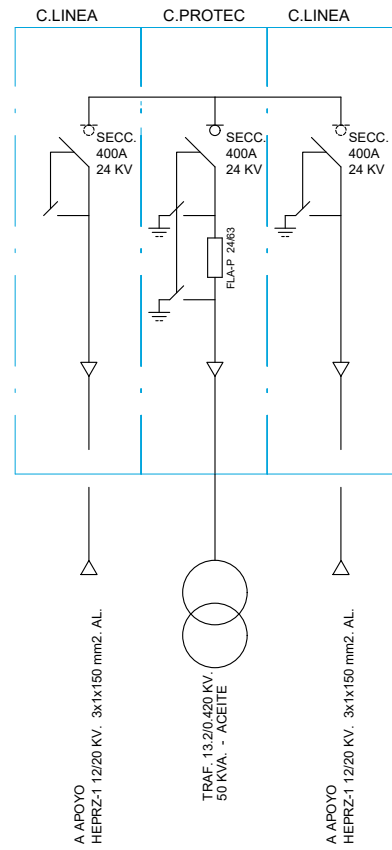 C.LINEA
C.PROTEC
C.LINEA
SECC.
400A
24 KV
SECC.
400A
24 KV
SECC.
400A
24 KV
FLA-P 24/63
A APOYO
HEPRZ-1 12/20 KV. 3x1x150 mm2. AL.
TRAF. 13.2/0.420 KV.
50 KVA. - ACEITE
A APOYO
HEPRZ-1 12/20 KV. 3x1x150 mm2. AL.